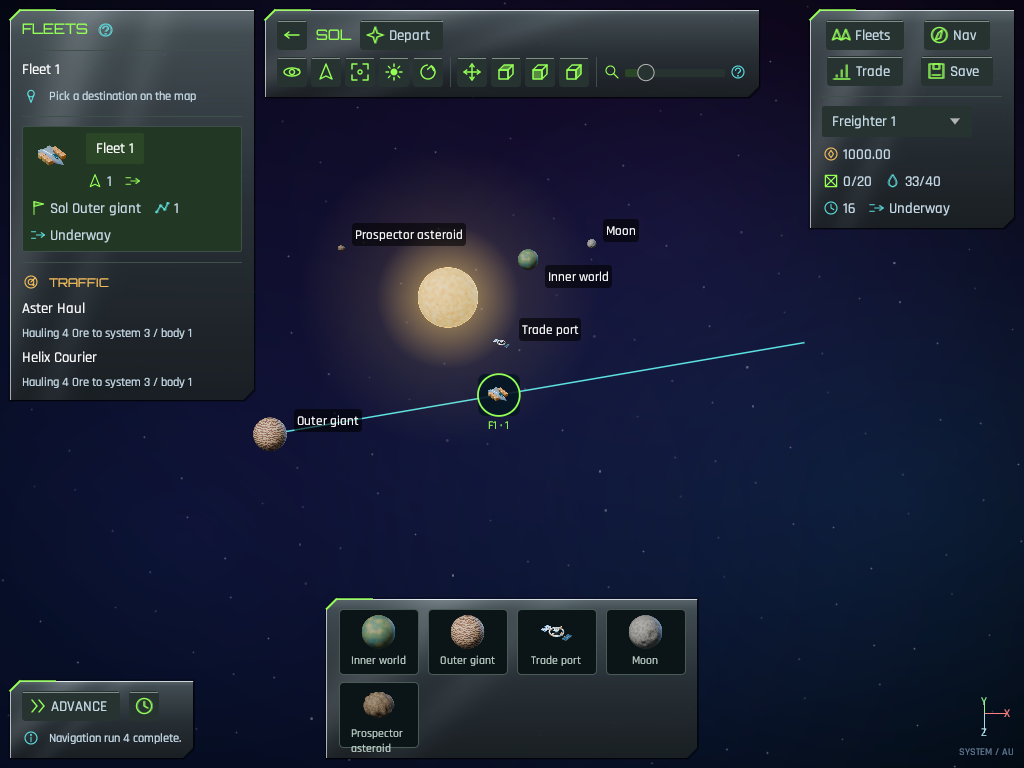 FLEETS
Fleet 1
Pick a destination on the map
Fleet 1
1
Sol Outer giant 1
Underway
TRAFFIC
Aster Haul
Hauling 4 Ore to system 3 / body 1
Helix Courier
Hauling 4 Ore to system 3 / body 1
SOL Depart
Fleets Nav
Trade Save
Freighter 1
1000.00
0/20 33/40
16 Underway
Prospector asteroid
Moon
Inner world
Trade port
Outer giant
F1 · 1
Inner world Outer giant Trade port Moon
Prospector
asteroid
ADVANCE
Navigation run 4 complete.
Y
X
Z
SYSTEM / AU